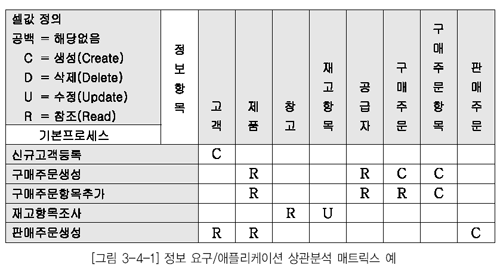 셀값 정의
공백 = 해당없음
C = 생성(Create)
D = 삭제(Delete)
U = 수정(Update)
R = 참조(Read)
기본프로세스
정보항목
고객
제품
창고
재고항목
공급자
구매주문
구매주문항목
판매주문
신규고객등록 C
구매주문생성 R R C C
구매주문항목추가 R R R C
재고항목조사 R U
판매주문생성 R R C
[그림 3-4-1] 정보 요구/애플리케이션 상관분석 매트릭스 예